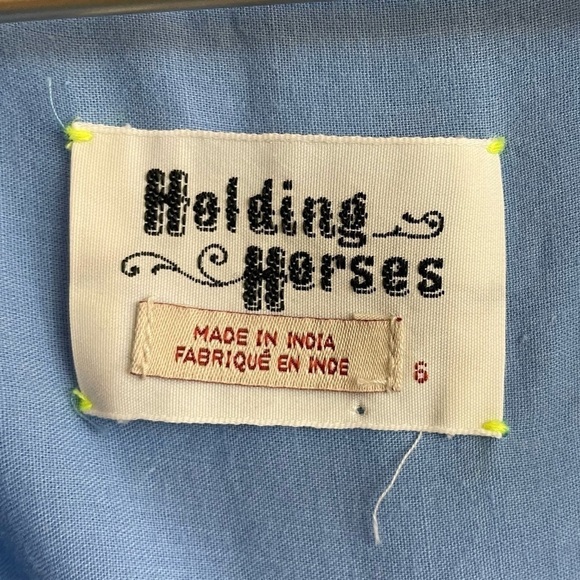 Holding
Horses
MADE IN INDIA
FABRIQUÉ EN INDE
6